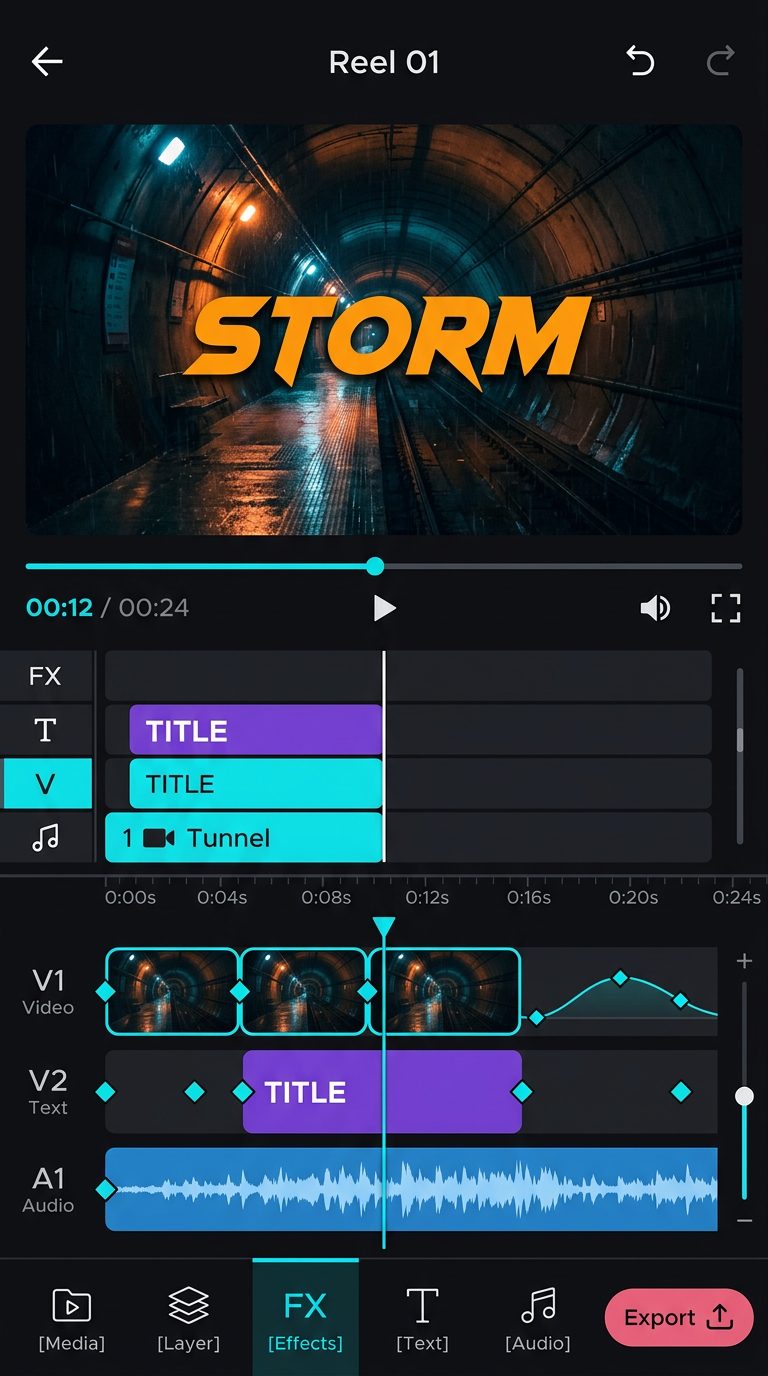 Reel 01
STORM
00:12 / 00:24
FX
T
TITLE
V
TITLE
1 Tunnel
0:00s 0:04s 0:08s 0:12s 0:16s 0:20s 0:24s
V1
Video
V2
Text
TITLE
A1
Audio
FX
T
[Media] [Layer] [Effects] [Text] [Audio]
Export